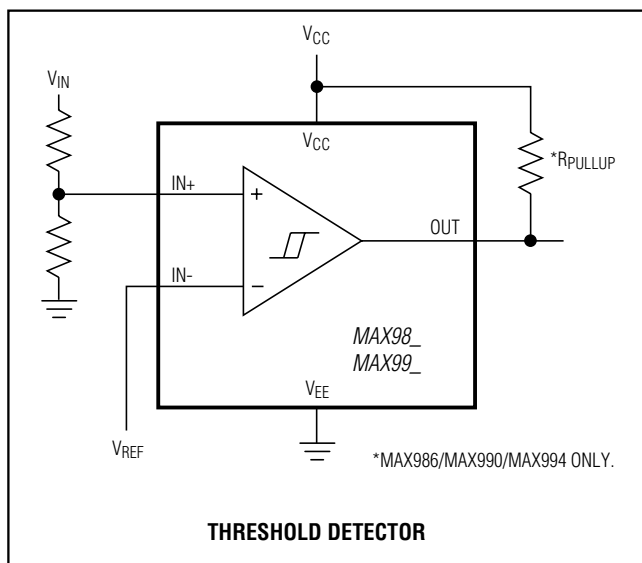 VCC
VIN
VCC
*RPULLUP
IN+
+
OUT
IN-
−
MAX98_
MAX99_
VEE
VREF
*MAX986/MAX990/MAX994 ONLY.
THRESHOLD DETECTOR